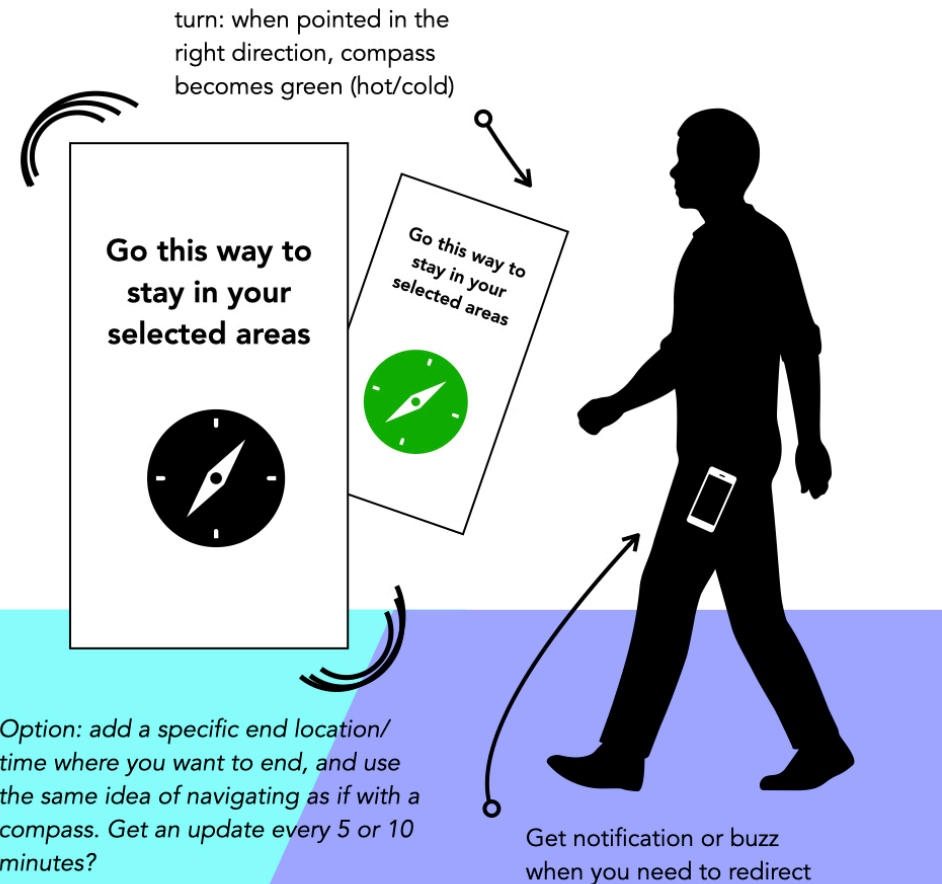 turn: when pointed in the
right direction, compass
becomes green (hot/cold)
Go this way to
stay in your
selected areas
Go this way to
stay in your
selected areas
Option: add a specific end location/
time where you want to end, and use
the same idea of navigating as if with a
compass. Get an update every 5 or 10
minutes?
Get notification or buzz
when you need to redirect